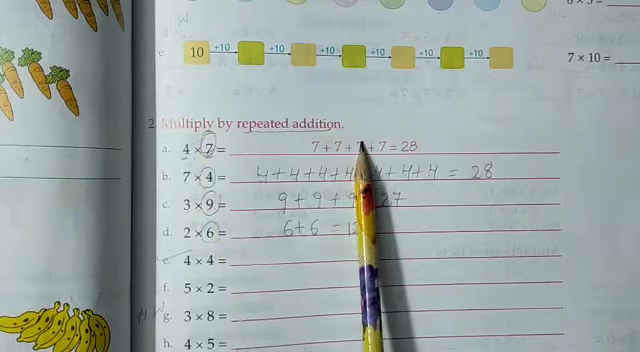 W
e. 10 +10 +10 +10 +10 +10 +10
7 × 10 =
2. Multiply by repeated addition.
a. 4 × 7 = 7 + 7 + 7 + 7 = 28
b. 7 × 4 = 4+4+4+4+4+4+4 = 28
c. 3 × 9 = 9 + 9 + 9 27
d. 2 × 6 = 6+6 = 12
e. 4 × 4 =
f. 5 × 2 =
H.W
g. 3 × 8 =
h. 4 × 5 =